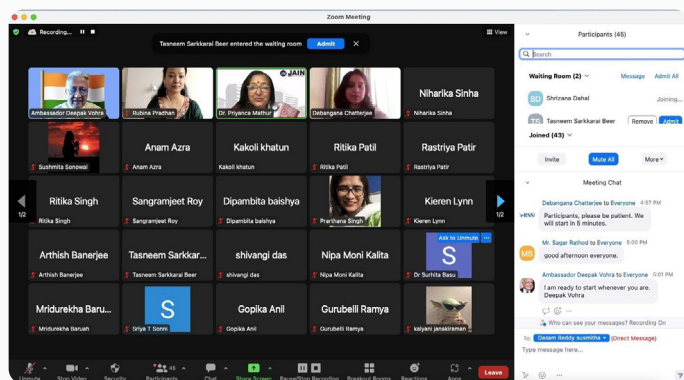 Zoom Meeting
Recording...
View
Tasneem Sarkkarai Beer entered the waiting room
Admit
JAIN
Ambassador Deepak Vohra
Rubina Pradhan
Dr. Priyanca Mathur
Debangana Chatterjee
Niharika Sinha
Niharika Sinha
Sushmita Sonowal
Anam Azra
Anam Azra
Kakoli khatun
Kakoli khatun
Ritika Patil
Ritika Patil
Rastriya Patir
Rastriya Patir
1/2
Ritika Singh
Ritika Singh
Sangramjeet Roy
Sangramjeet Roy
Dipambita baishya
Dipambita baishya
Prarthana Singh
Kieren Lynn
Kieren Lynn
1/2
Arthish Banerjee
Arthish Banerjee
Tasneem Sarkkar...
Tasneem Sarkkarai Beer
shivangi das
shivangi das
Nipa Moni Kalita
Nipa Moni Kalita
Ask to Unmute
S
Dr Surhita Basu
Mridurekha Baru...
Mridurekha Baruah
S
Sriya T Sonni
Gopika Anil
Gopika Anil
Gurubelli Ramya
Gurubelli Ramya
kalyani janakiraman
Unmute
Stop Video
Security
45
Participants
Chat
Share Screen
Pause/Stop Recording
Breakout Rooms
Reactions
Apps
Leave
Participants (45)
Search
Waiting Room (2)
Message
Admit All
SD
Shrizana Dahal
Joining...
TS
Tasneem Sarkkarai Beer
Remove
Admit
Joined (43)
Invite
Mute All
More
Meeting Chat
Debangana Chatterjee to Everyone 4:57 PM
Participants, please be patient. We
will start in 5 minutes.
MS
Mr. Sagar Rathod to Everyone 5:00 PM
good afternoon everyone.
Ambassador Deepak Vohra to Everyone 5:01 PM
I am ready to start whenever you are.
Deepak Vohra
Who can see your messages? Recording On
To: Dasam Reddy susmitha (Direct Message)
Type message here...